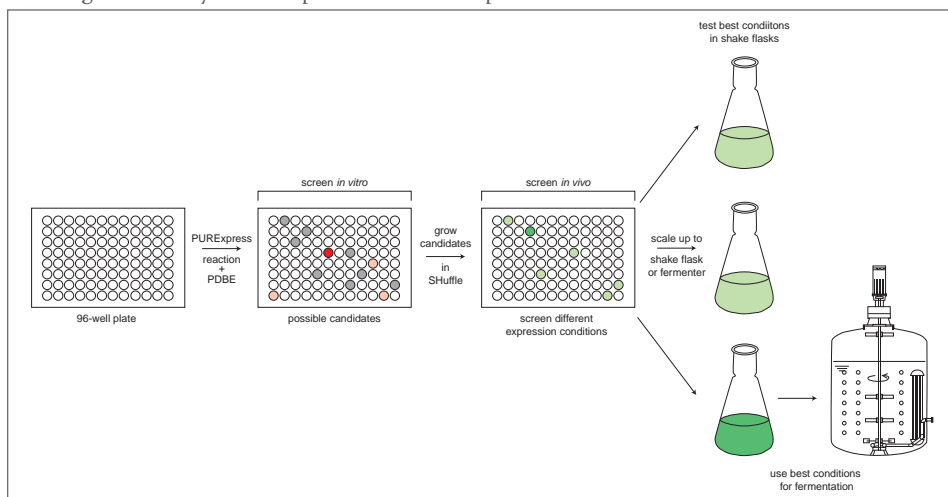 test best condiitons
in shake flasks
screen in vitro
screen in vivo
PURExpress
reaction
+
PDBE
grow
candidates
in
SHuffle
scale up to
shake flask
or fermenter
96-well plate
possible candidates
screen different
expression conditions
use best conditions
for fermentation